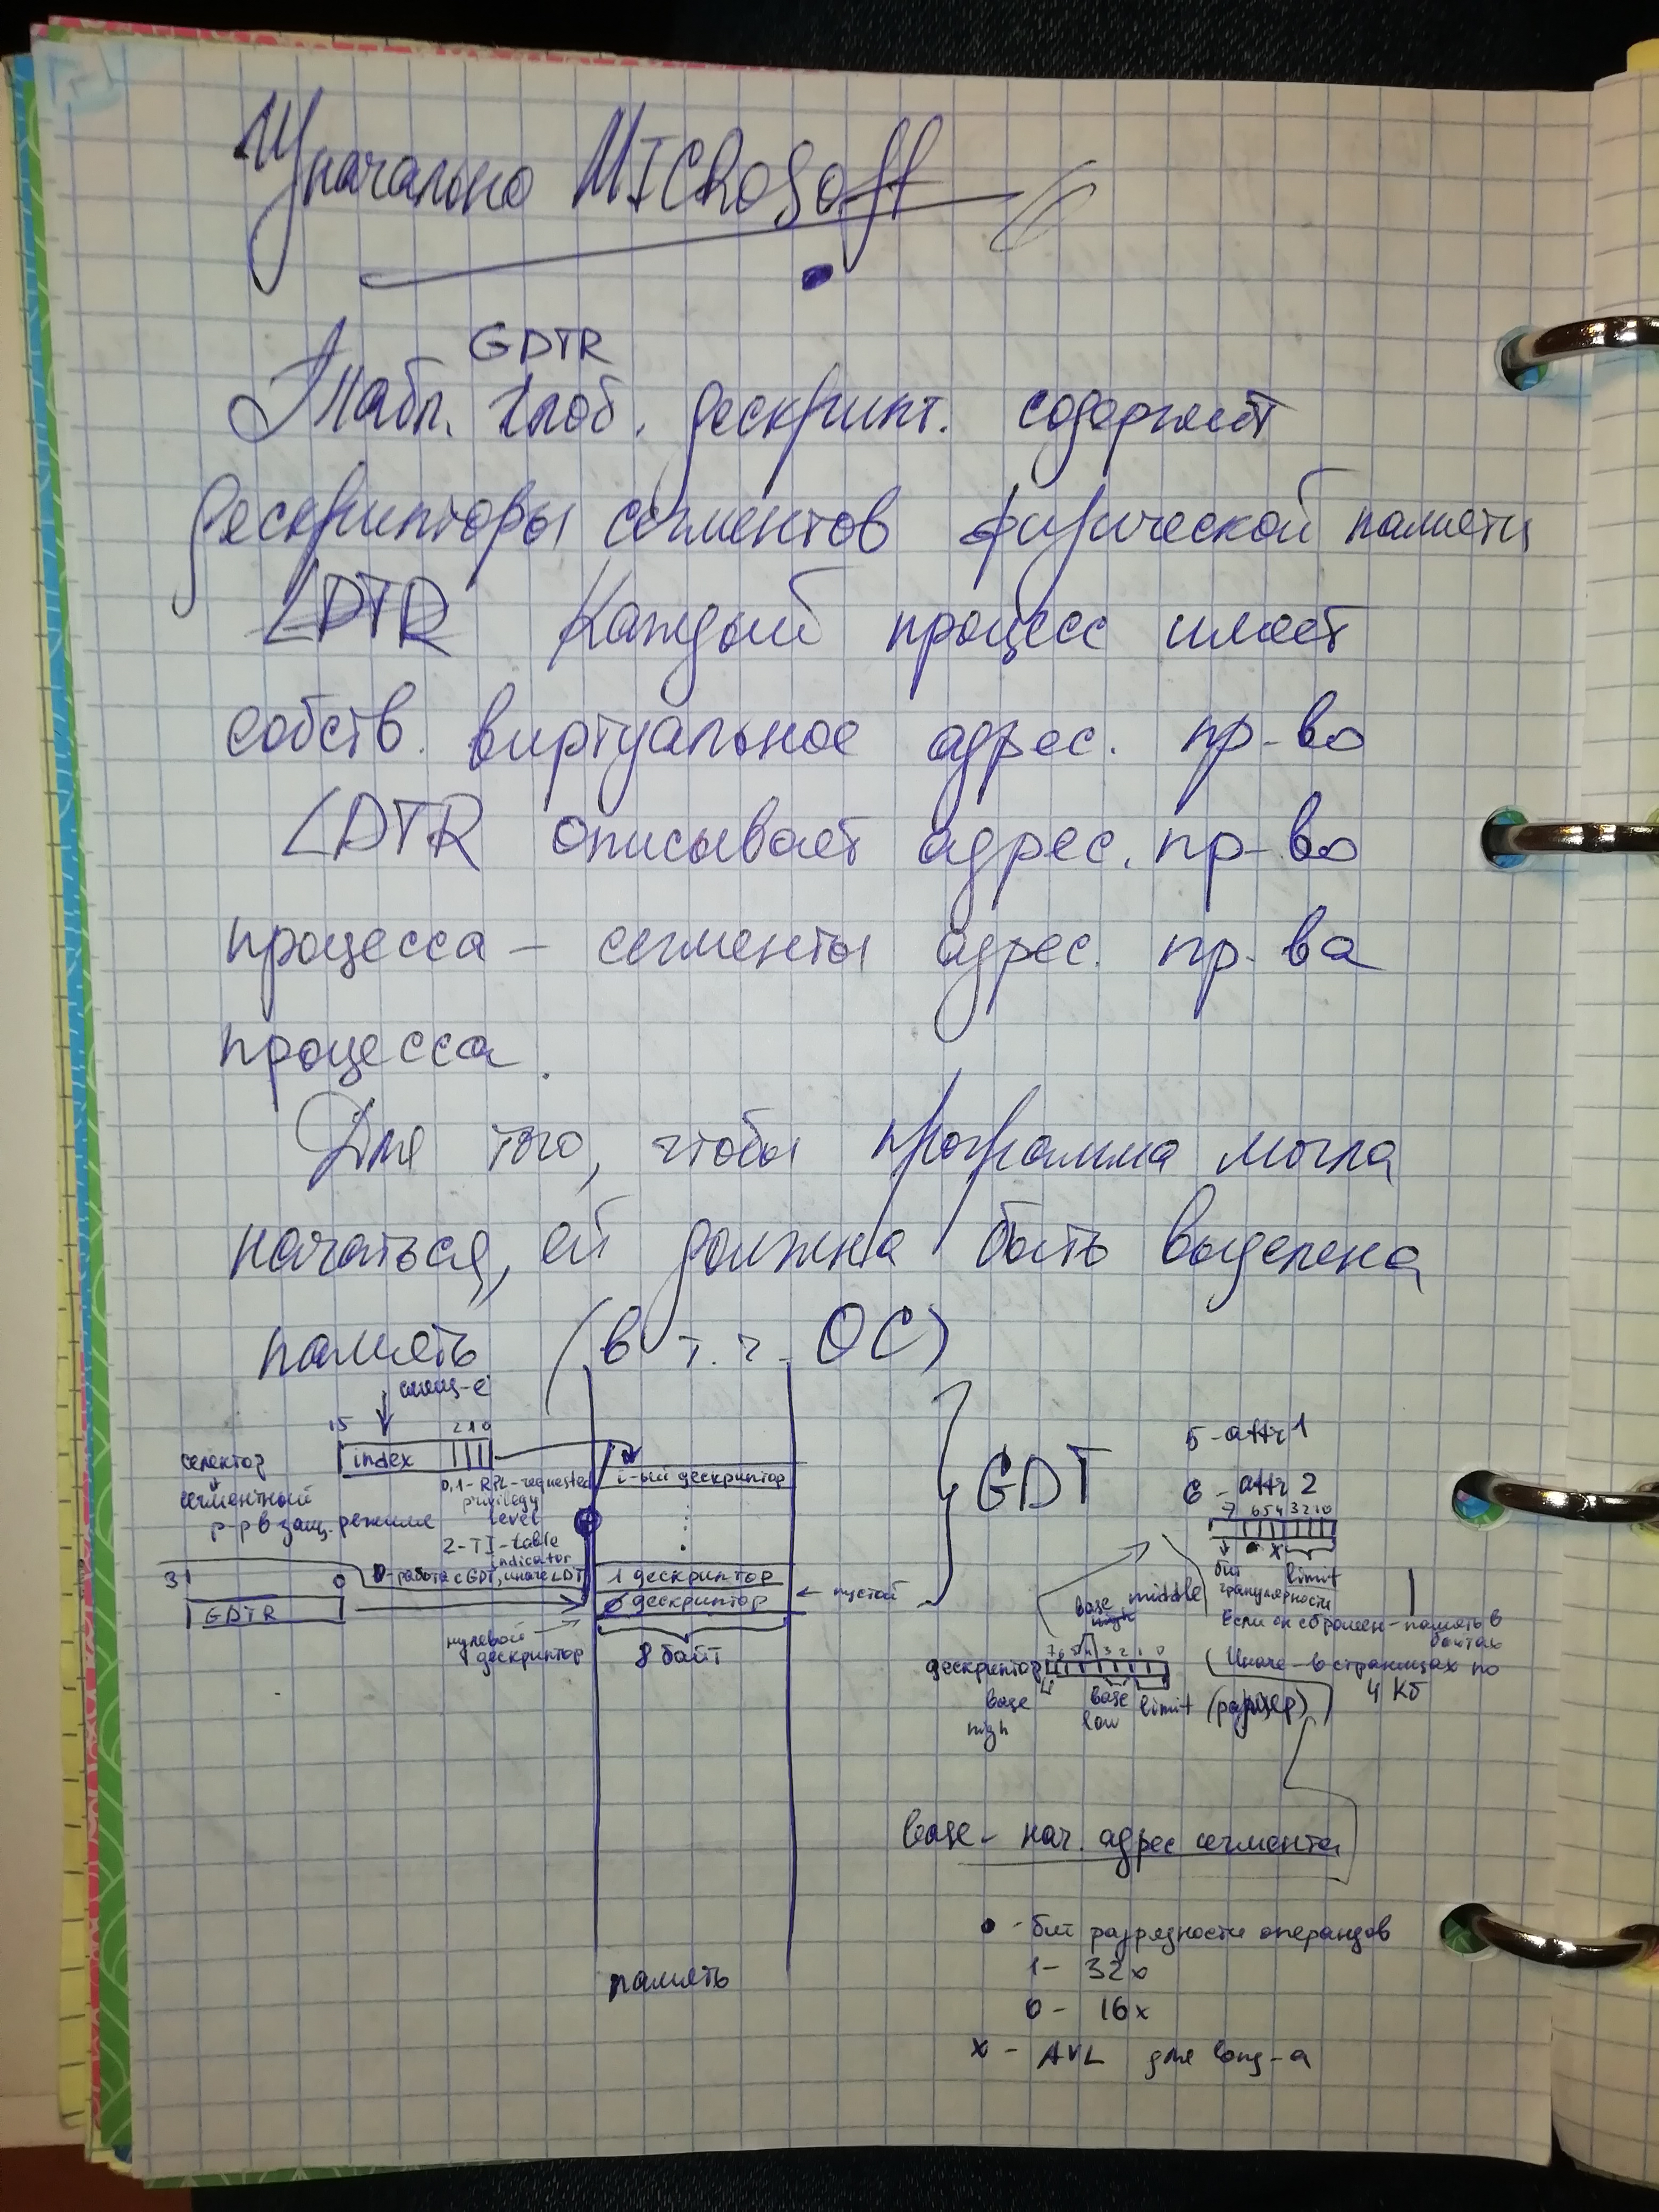 Изначально MICROSoft
GDTR
Табл. глоб. дескрипт. содержит
дескрипторы сегментов физической памяти
LDTR Каждый процесс имеет
собств. виртуальное адрес. пр-во
LDTR описывает адрес. пр-во
процесса – сегменты адрес. пр-ва
процесса.
Для того, чтобы программа могла
начаться, ей должна быть выделена
память (в т.ч. ОС)
смещ-е
15 2 1 0
index
селектор
сегментный
р-р в защ. режиме
0,1 - RPL - requested
privilegy
level
2 - TI - table
indicator
0 - работа с GDT, иначе LDT
31 0
GDTR
i-ый дескриптор
1 дескриптор
0 дескриптор
← пустой
нулевой
дескриптор
8 байт
память
GDT
5 - attr 1
6 - attr 2
7 6 5 4 3 2 1 0
x
бит
гранулярности
limit
Если он сброшен - память в
байтах
(Иначе - в страницах по
4 Кб
base middle
high
дескриптор
7 6 5 4 3 2 1 0
base
high
base
low
limit (размер)
base - нач. адрес сегмента
• - бит разрядности операндов
1 - 32х
0 - 16х
x - AVL для long-а